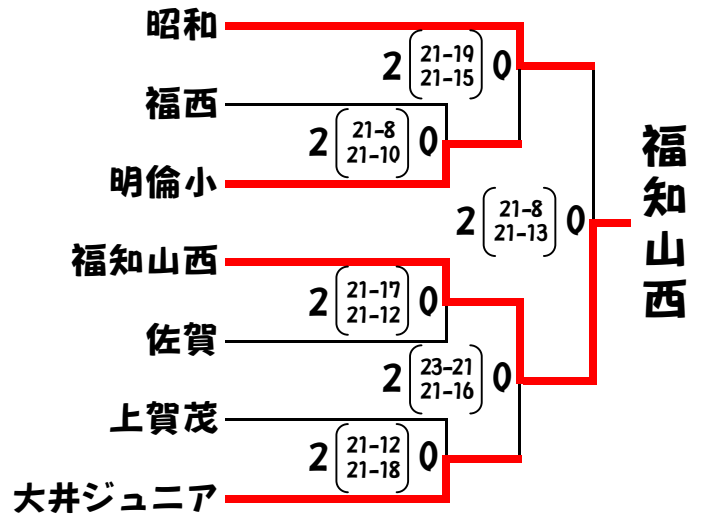 昭和
2 21-19 0
21-15
福西
2 21-8 0
21-10
明倫小
2 21-8 0
21-13
福知山西
福知山西
2 21-17 0
21-12
佐賀
2 23-21 0
21-16
上賀茂
2 21-12 0
21-18
大井ジュニア